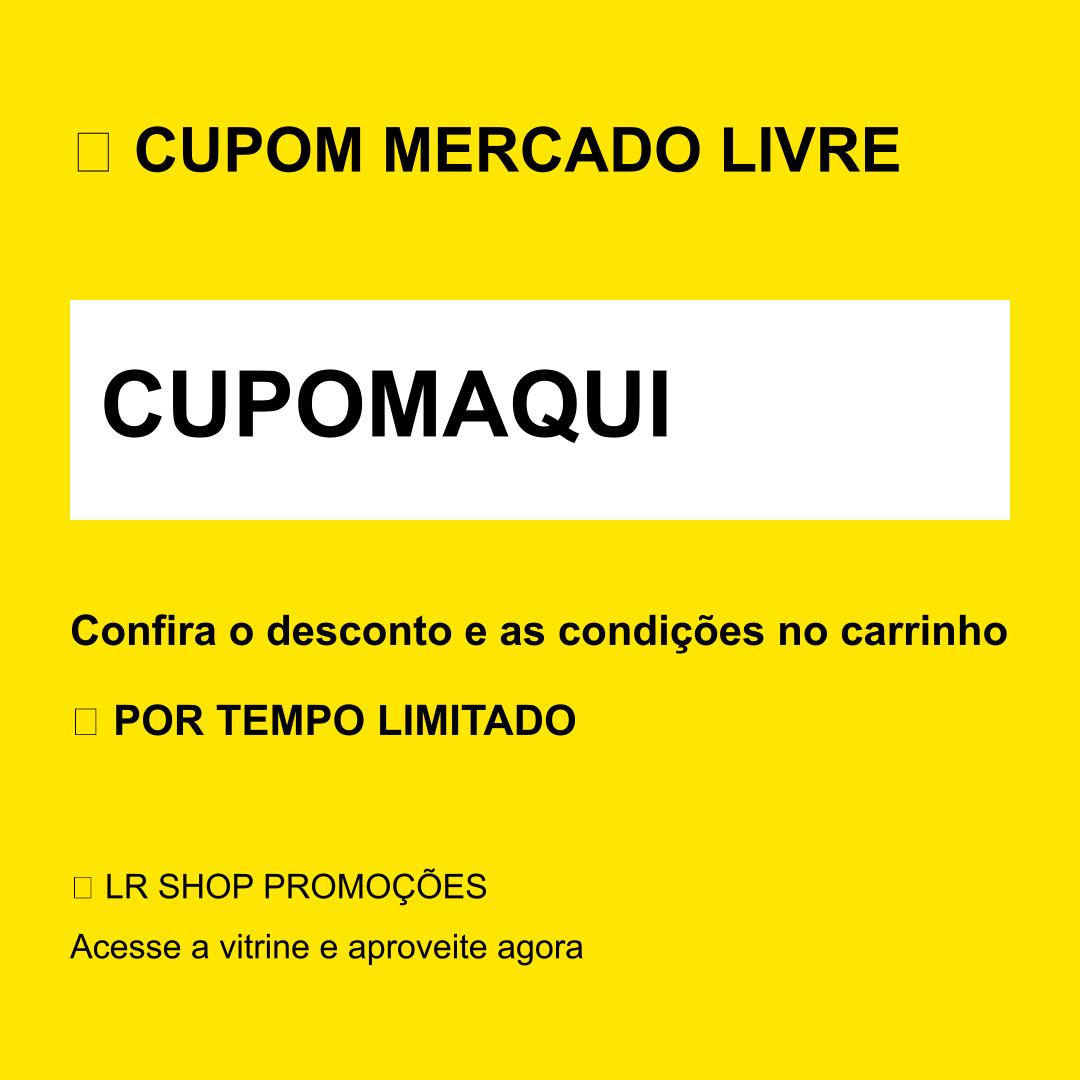 □ CUPOM MERCADO LIVRE
CUPOMAQUI
Confira o desconto e as condições no carrinho
□ POR TEMPO LIMITADO
□ LR SHOP PROMOÇÕES
Acesse a vitrine e aproveite agora